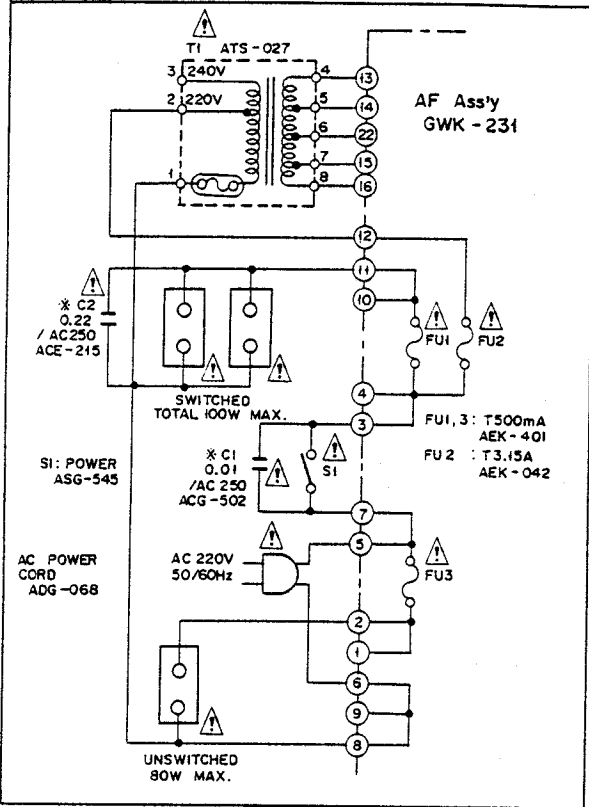 T1 ATS-027
3 240V
2 220V
1
4
5
6
7
8
13
14
22
15
16
AF Ass'y
GWK-231
12
11
10
※ C2
0.22
/AC250
ACE-215
SWITCHED
TOTAL 100W MAX.
FU1
FU2
4
3
FU1,3: T500mA
AEK-401
FU2 : T3.15A
AEK-042
S1: POWER
ASG-545
※ C1
0.01
/AC 250
ACG-502
S1
7
5
AC POWER
CORD
ADG-068
AC 220V
50/60Hz
FU3
2
1
6
9
8
UNSWITCHED
80W MAX.